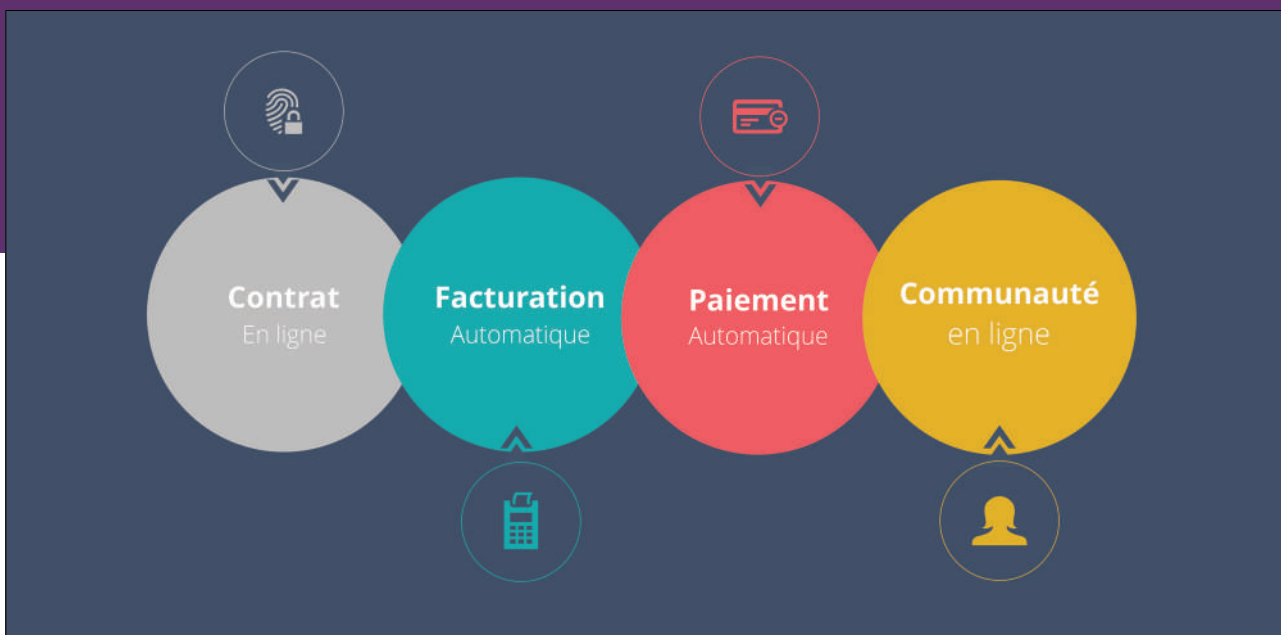 Contrat
En ligne
Facturation
Automatique
Paiement
Automatique
Communauté
en ligne